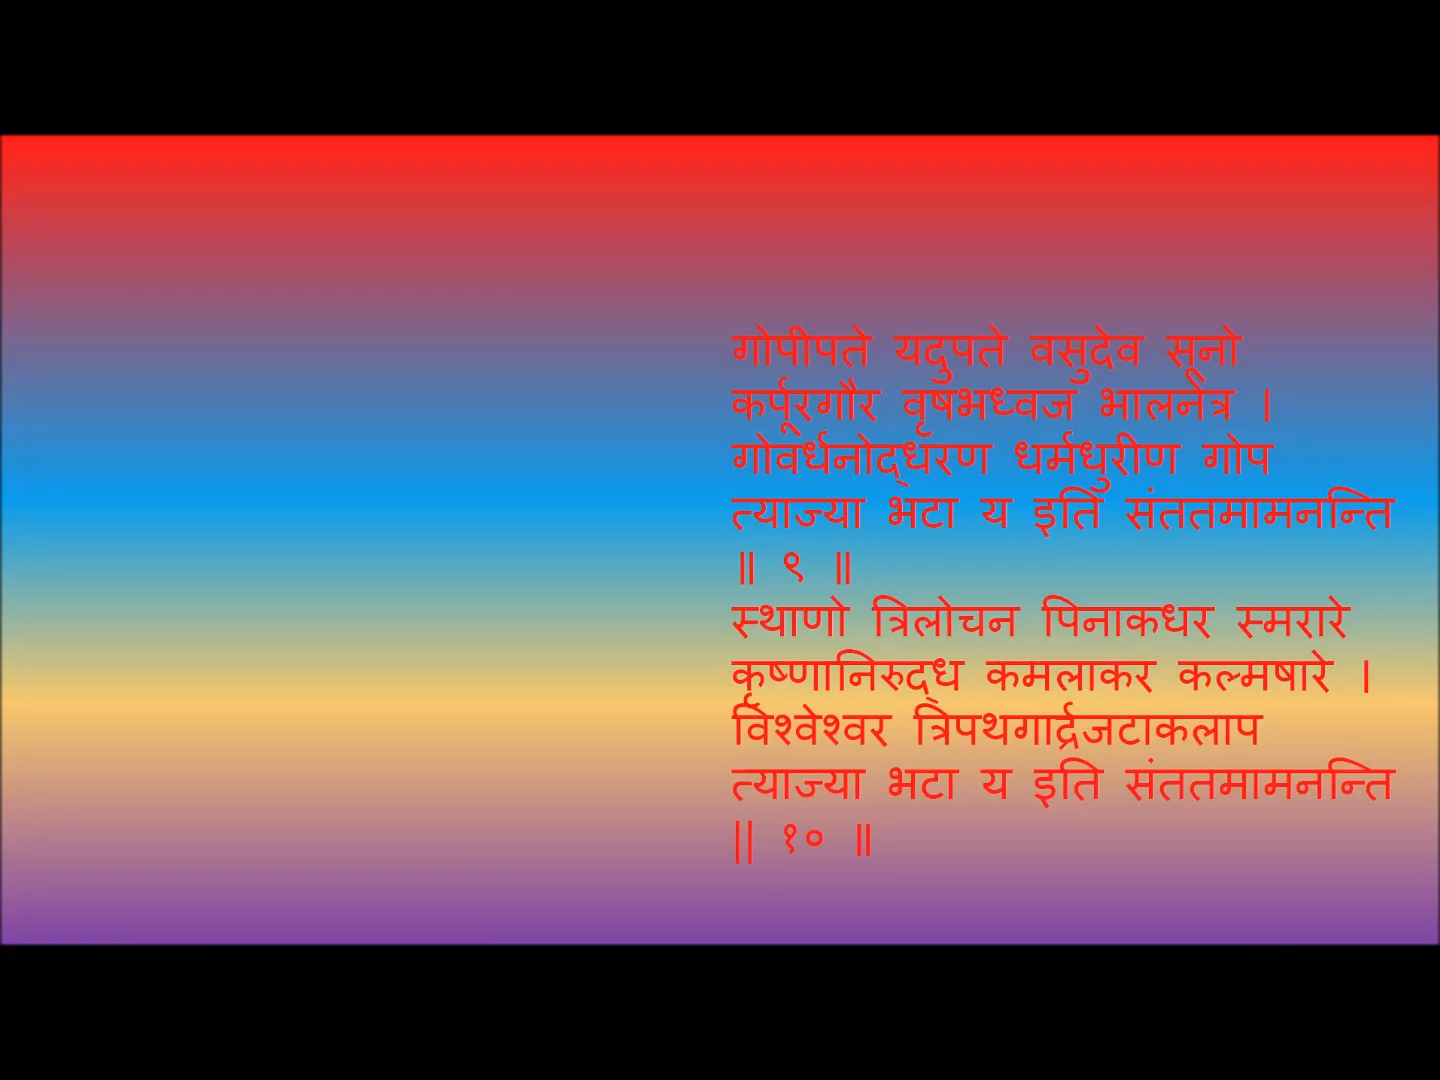 गोपीपते यदुपते वसुदेव सूनो
कर्पूरगौर वृषभध्वज भालनेत्र ।
गोवर्धनोद्धरण धर्मधुरीण गोप
त्याज्या भटा य इति संततमामनन्ति
॥ ९ ॥
स्थाणो त्रिलोचन पिनाकधर स्मरारे
कृष्णानिरुद्ध कमलाकर कल्मषारे ।
विश्वेश्वर त्रिपथगार्द्रजटाकलाप
त्याज्या भटा य इति संततमामनन्ति
|| १० ॥